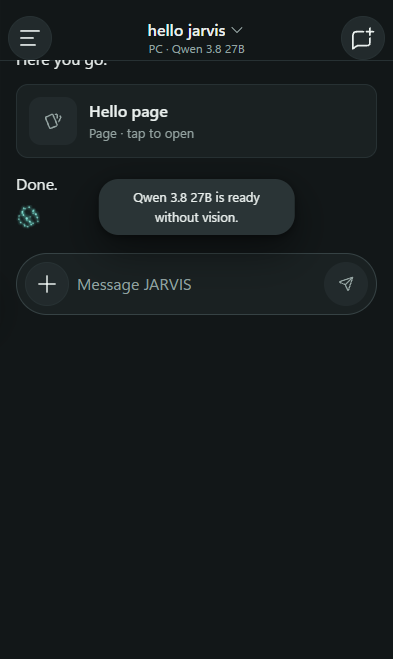 hello jarvis
PC · Qwen 3.8 27B
Here you go.
Hello page
Page · tap to open
Done.
Qwen 3.8 27B is ready
without vision.
Message JARVIS